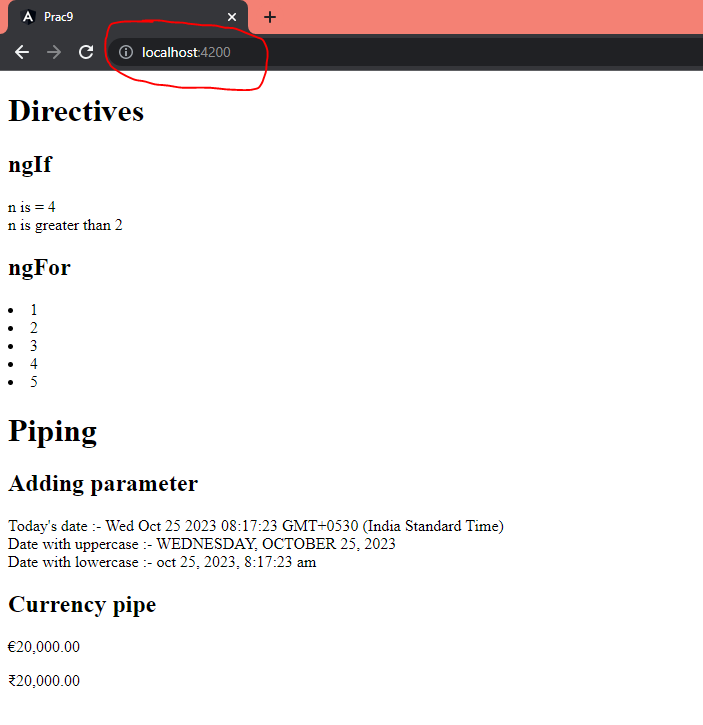 Prac9
localhost:4200
Directives
ngIf
n is = 4
n is greater than 2
ngFor
1
2
3
4
5
Piping
Adding parameter
Today's date :- Wed Oct 25 2023 08:17:23 GMT+0530 (India Standard Time)
Date with uppercase :- WEDNESDAY, OCTOBER 25, 2023
Date with lowercase :- oct 25, 2023, 8:17:23 am
Currency pipe
€20,000.00
₹20,000.00